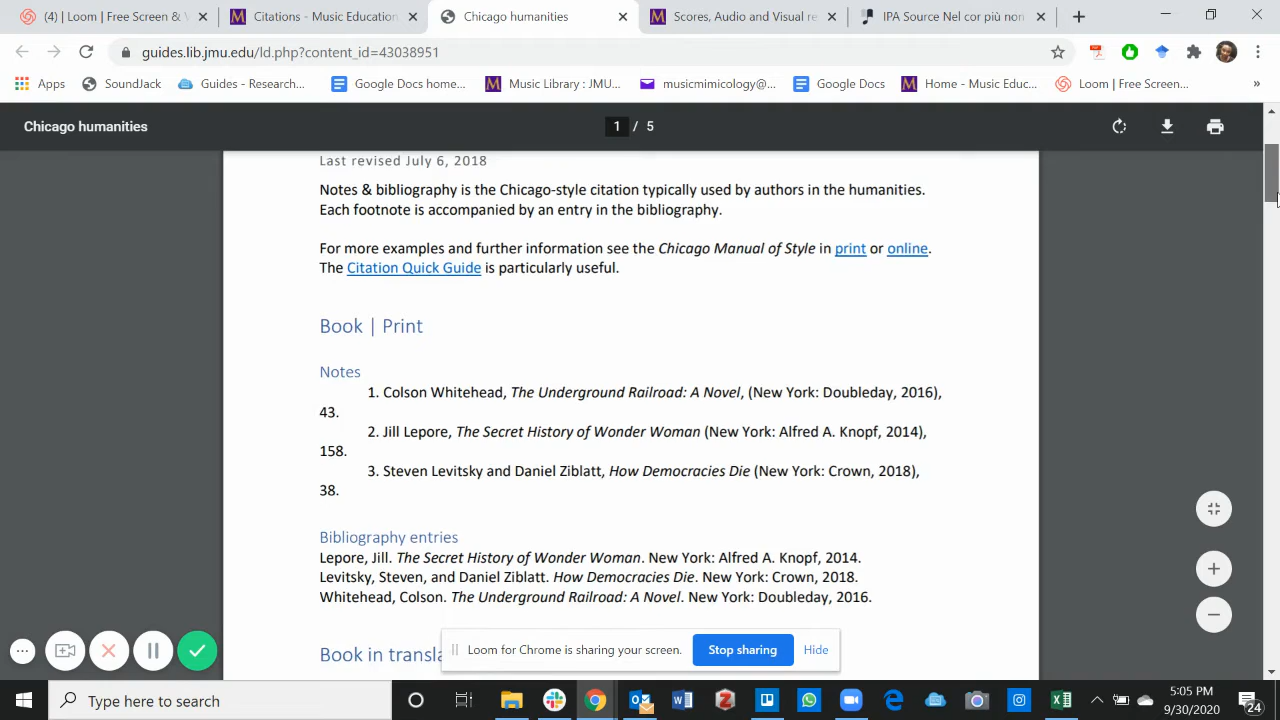 (4) Loom | Free Screen & V
Citations - Music Education
Chicago humanities
Scores, Audio and Visual re
IPA Source Nel cor più non
guides.lib.jmu.edu/ld.php?content_id=43038951
Apps
SoundJack
Guides - Research...
Google Docs home...
Music Library : JMU...
musicmimicology@...
Google Docs
Home - Music Educ...
Loom | Free Screen...
Chicago humanities
1 / 5
Last revised July 6, 2018
Notes & bibliography is the Chicago-style citation typically used by authors in the humanities.
Each footnote is accompanied by an entry in the bibliography.
For more examples and further information see the Chicago Manual of Style in print or online.
The Citation Quick Guide is particularly useful.
Book | Print
Notes
1. Colson Whitehead, The Underground Railroad: A Novel, (New York: Doubleday, 2016),
43.
2. Jill Lepore, The Secret History of Wonder Woman (New York: Alfred A. Knopf, 2014),
158.
3. Steven Levitsky and Daniel Ziblatt, How Democracies Die (New York: Crown, 2018),
38.
Bibliography entries
Lepore, Jill. The Secret History of Wonder Woman. New York: Alfred A. Knopf, 2014.
Levitsky, Steven, and Daniel Ziblatt. How Democracies Die. New York: Crown, 2018.
Whitehead, Colson. The Underground Railroad: A Novel. New York: Doubleday, 2016.
Book in transla
Loom for Chrome is sharing your screen.
Stop sharing
Hide
Type here to search
5:05 PM
9/30/2020
24